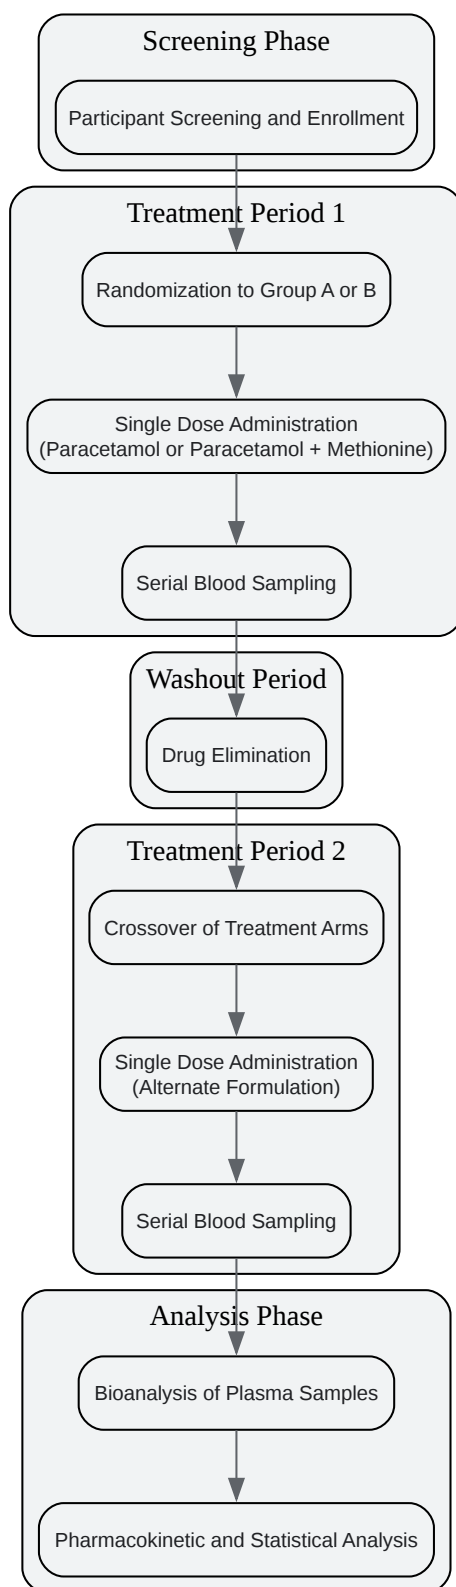 Screening Phase
Participant Screening and Enrollment
Treatment Period 1
Randomization to Group A or B
Single Dose Administration
(Paracetamol or Paracetamol + Methionine)
Serial Blood Sampling
Washout Period
Drug Elimination
Treatment Period 2
Crossover of Treatment Arms
Single Dose Administration
(Alternate Formulation)
Serial Blood Sampling
Analysis Phase
Bioanalysis of Plasma Samples
Pharmacokinetic and Statistical Analysis